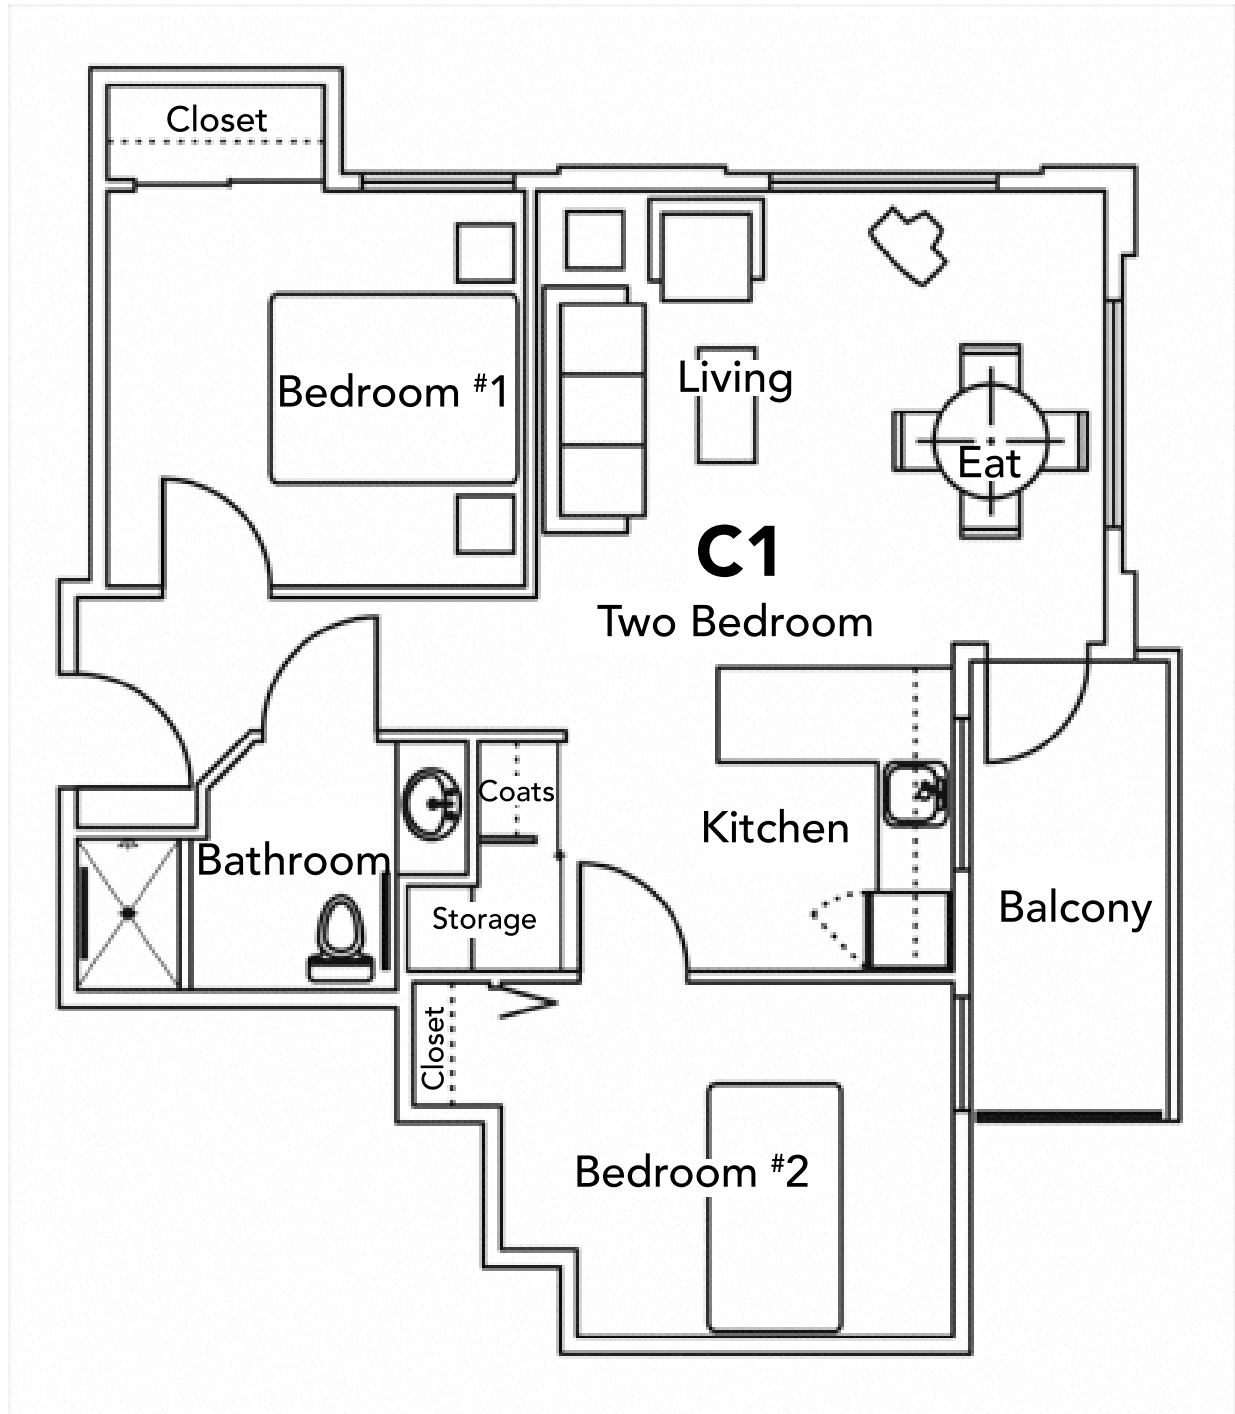 Closet
Bedroom #1
Living
Eat
C1
Two Bedroom
Coats
Kitchen
Bathroom
Storage
Balcony
Closet
Bedroom #2